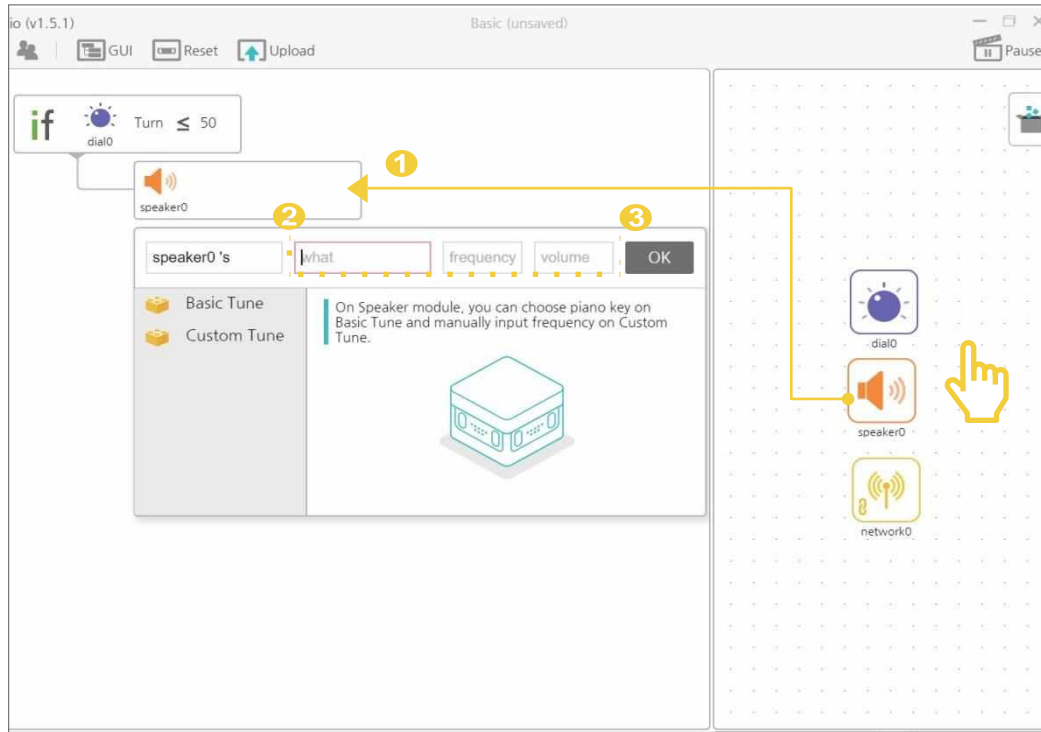 io (v1.5.1)
Basic (unsaved)
GUI Reset Upload
Pause
if dial0 Turn ≤ 50
1
speaker0
2
3
speaker0 's what frequency volume OK
Basic Tune
Custom Tune
On Speaker module, you can choose piano key on
Basic Tune and manually input frequency on Custom
Tune.
dial0
speaker0
8
network0